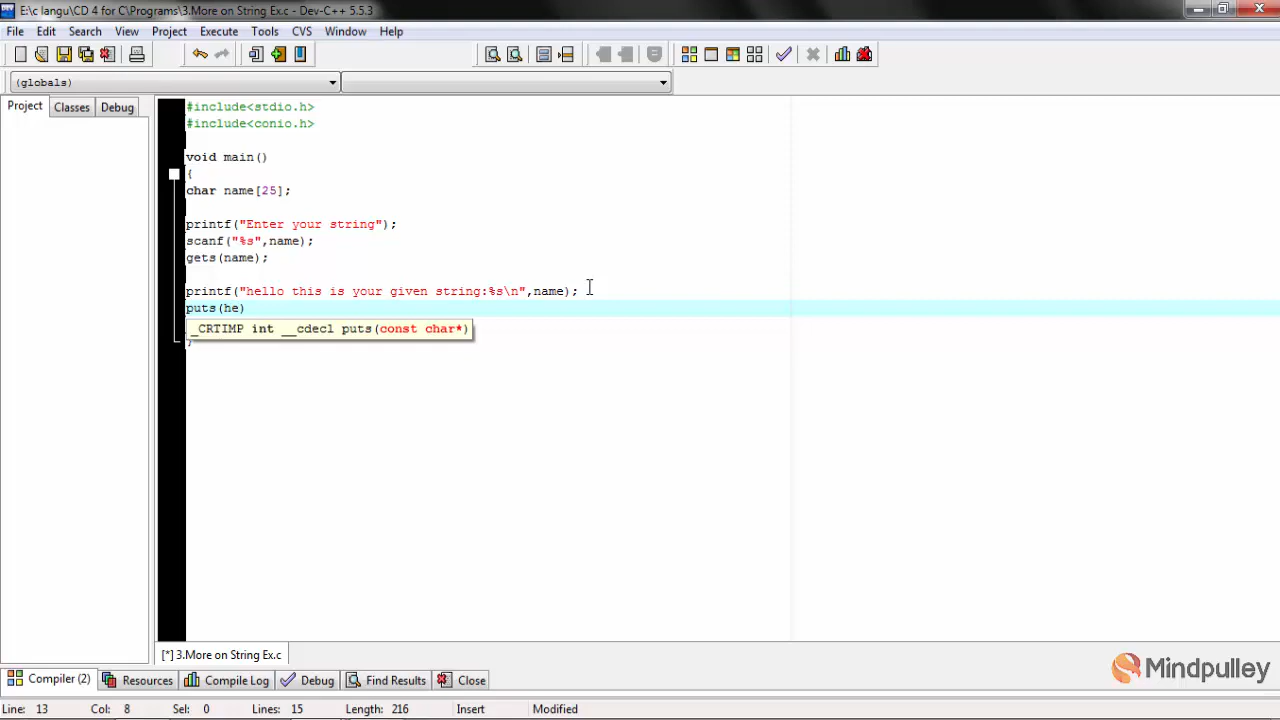 E:\c langu\CD 4 for C\Programs\3.More on String Ex.c - Dev-C++ 5.5.3
File Edit Search View Project Execute Tools CVS Window Help
(globals)
Project Classes Debug
#include<stdio.h>
#include<conio.h>
void main()
{
char name[25];
printf("Enter your string");
scanf("%s",name);
gets(name);
printf("hello this is your given string:%s\n",name);
puts(he)
_CRTIMP int __cdecl puts(const char*)
[*] 3.More on String Ex.c
Mindpulley
Compiler (2) Resources Compile Log Debug Find Results Close
Line: 13 Col: 8 Sel: 0 Lines: 15 Length: 216 Insert Modified